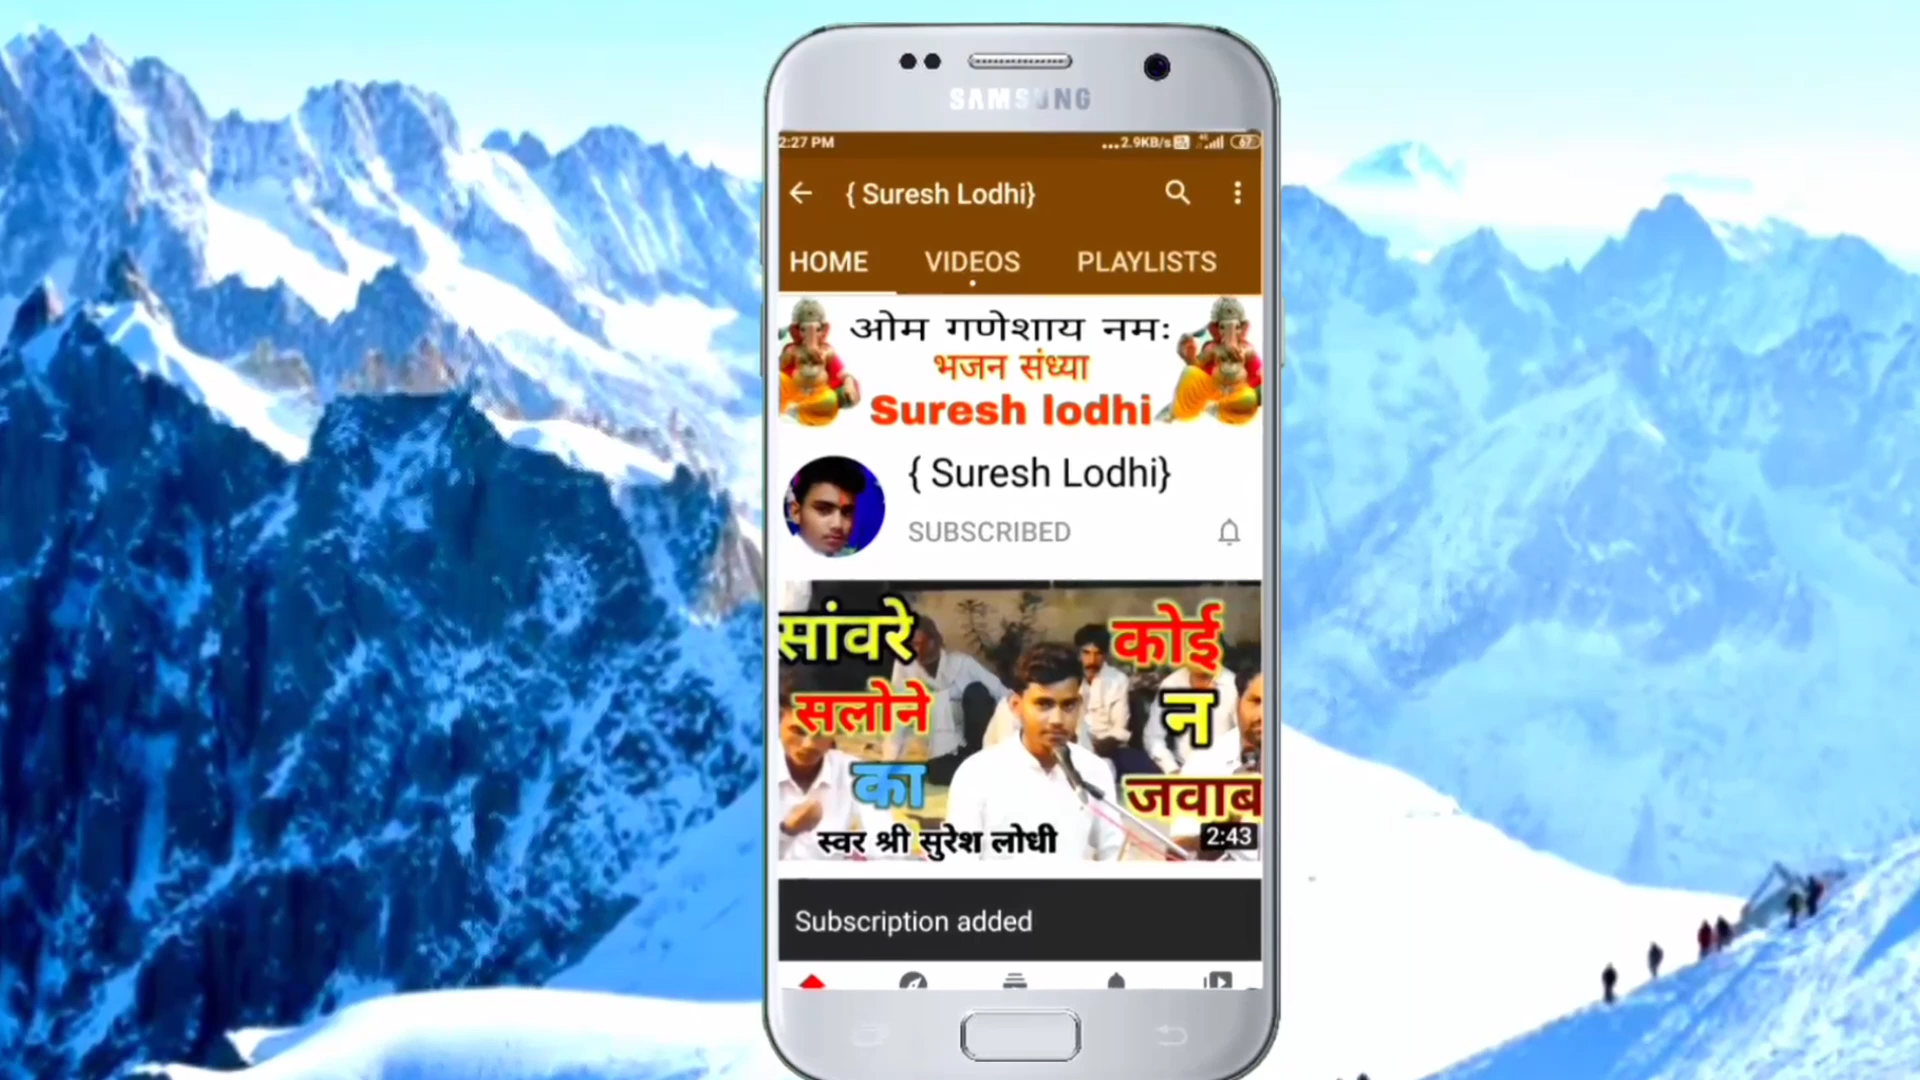 SAMSUNG
2:27 PM
...2.9KB/s 67
{ Suresh Lodhi}
HOME VIDEOS PLAYLISTS
ओम गणेशाय नमः
भजन संध्या
Suresh lodhi
{ Suresh Lodhi}
SUBSCRIBED
सांवरे कोई
सलोने न
का जवाब
स्वर श्री सुरेश लोधी 2:43
Subscription added